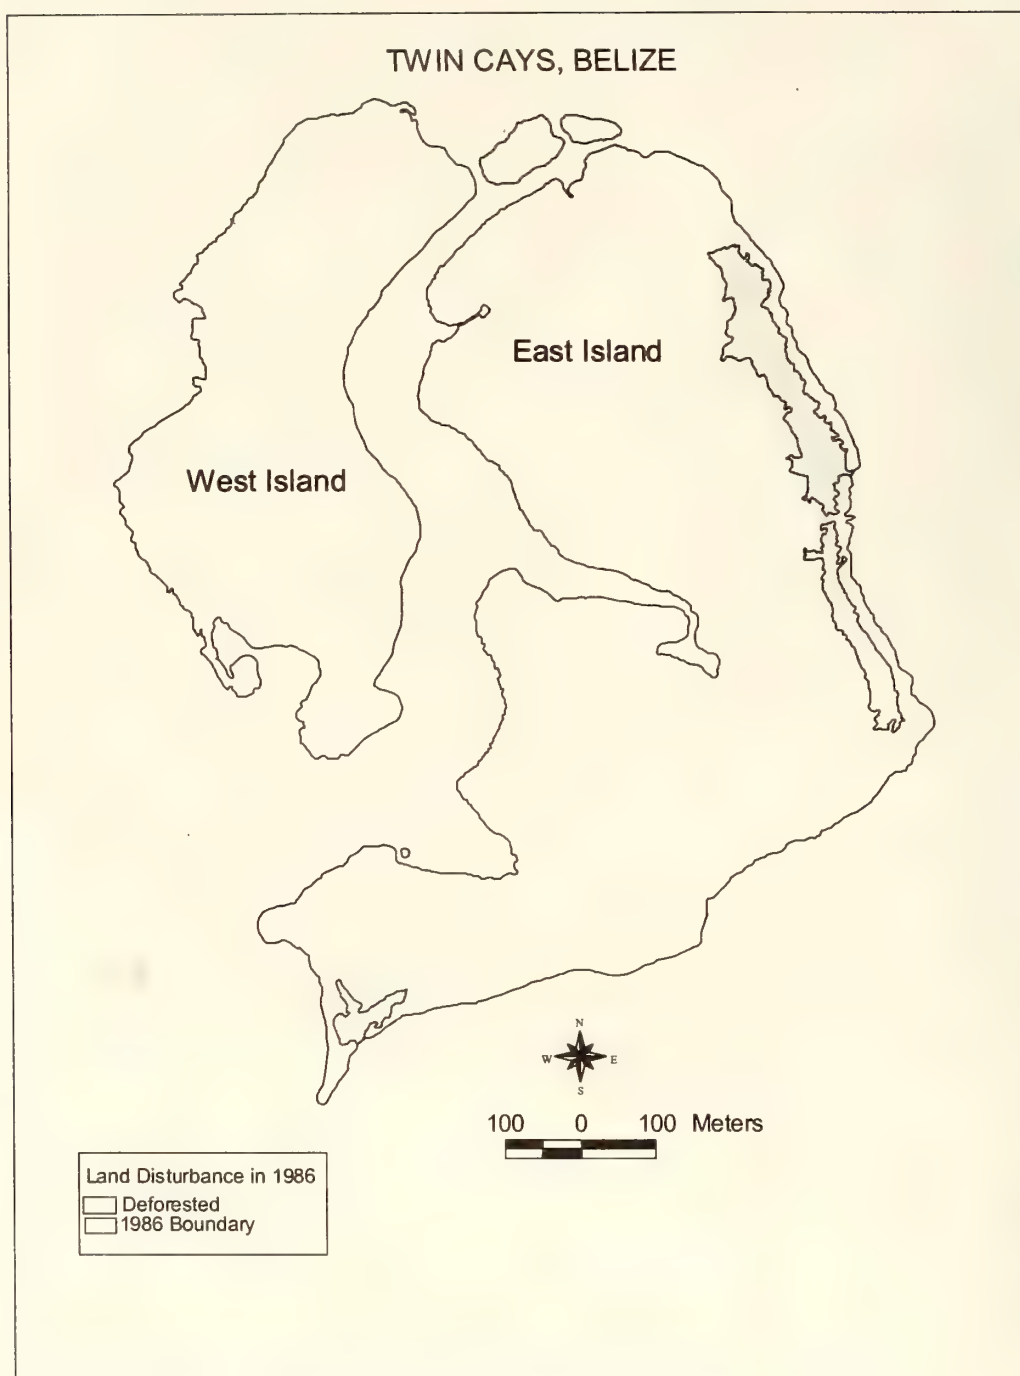 TWIN CAYS, BELIZE
East Island
West Island
N
W E
S
100 0 100 Meters
Land Disturbance in 1986
Deforested
1986 Boundary